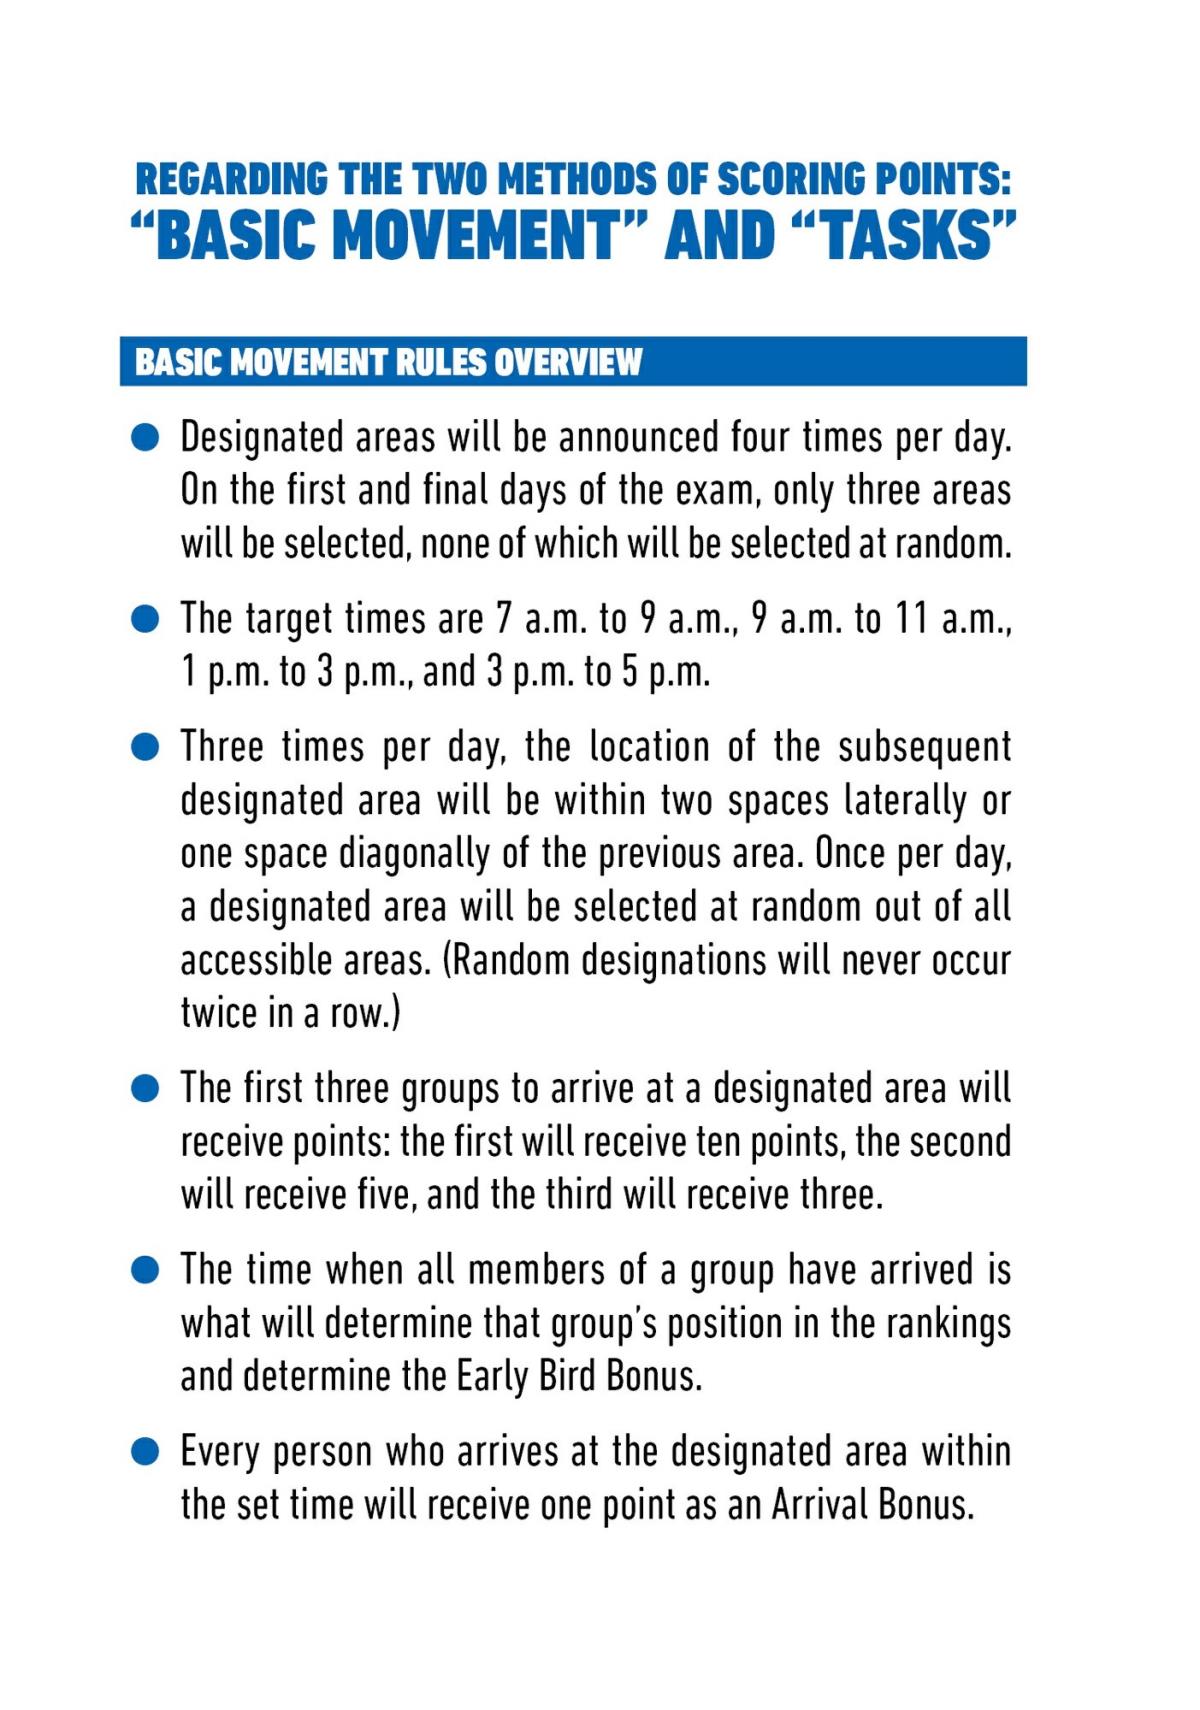 REGARDING THE TWO METHODS OF SCORING POINTS:
“BASIC MOVEMENT” AND “TASKS”
BASIC MOVEMENT RULES OVERVIEW
● Designated areas will be announced four times per day.
On the first and final days of the exam, only three areas
will be selected, none of which will be selected at random.
● The target times are 7 a.m. to 9 a.m., 9 a.m. to 11 a.m.,
1 p.m. to 3 p.m., and 3 p.m. to 5 p.m.
● Three times per day, the location of the subsequent
designated area will be within two spaces laterally or
one space diagonally of the previous area. Once per day,
a designated area will be selected at random out of all
accessible areas. (Random designations will never occur
twice in a row.)
● The first three groups to arrive at a designated area will
receive points: the first will receive ten points, the second
will receive five, and the third will receive three.
● The time when all members of a group have arrived is
what will determine that group’s position in the rankings
and determine the Early Bird Bonus.
● Every person who arrives at the designated area within
the set time will receive one point as an Arrival Bonus.